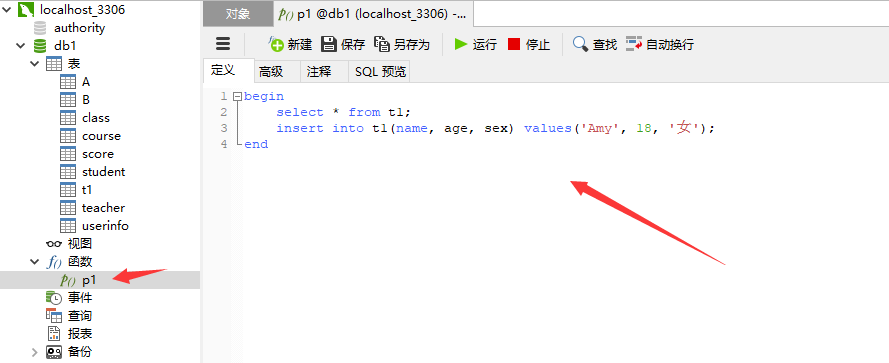 localhost_3306
authority
db1
表
A
B
class
course
score
student
t1
teacher
userinfo
视图
f() 函数
p() p1
事件
查询
报表
备份
对象
p() p1 @db1 (localhost_3306) -...
新建 保存 另存为 运行 停止 查找 自动换行
定义 高级 注释 SQL 预览
1 begin
2 select * from t1;
3 insert into t1(name, age, sex) values('Amy', 18, '女');
4 end